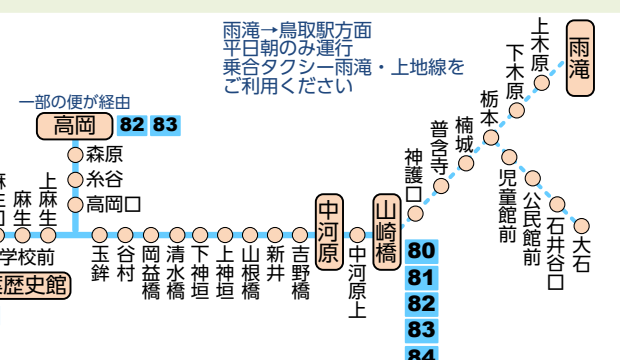 雨滝→鳥取駅方面
平日朝のみ運行
乗合タクシー雨滝・上地線を
ご利用ください
上木原
雨滝
下木原
栃本
楠城
普含寺
神護口
児童館前
公民館前
石井谷口
大石
一部の便が経由
高岡
82 83
森原
糸谷
高岡口
麻生
上麻生
学校前
歴史館
玉鉾
谷村
岡益橋
清水橋
下神垣
上神垣
山根橋
新井
吉野橋
中河原
中河原上
山崎橋
80
81
82
83
84